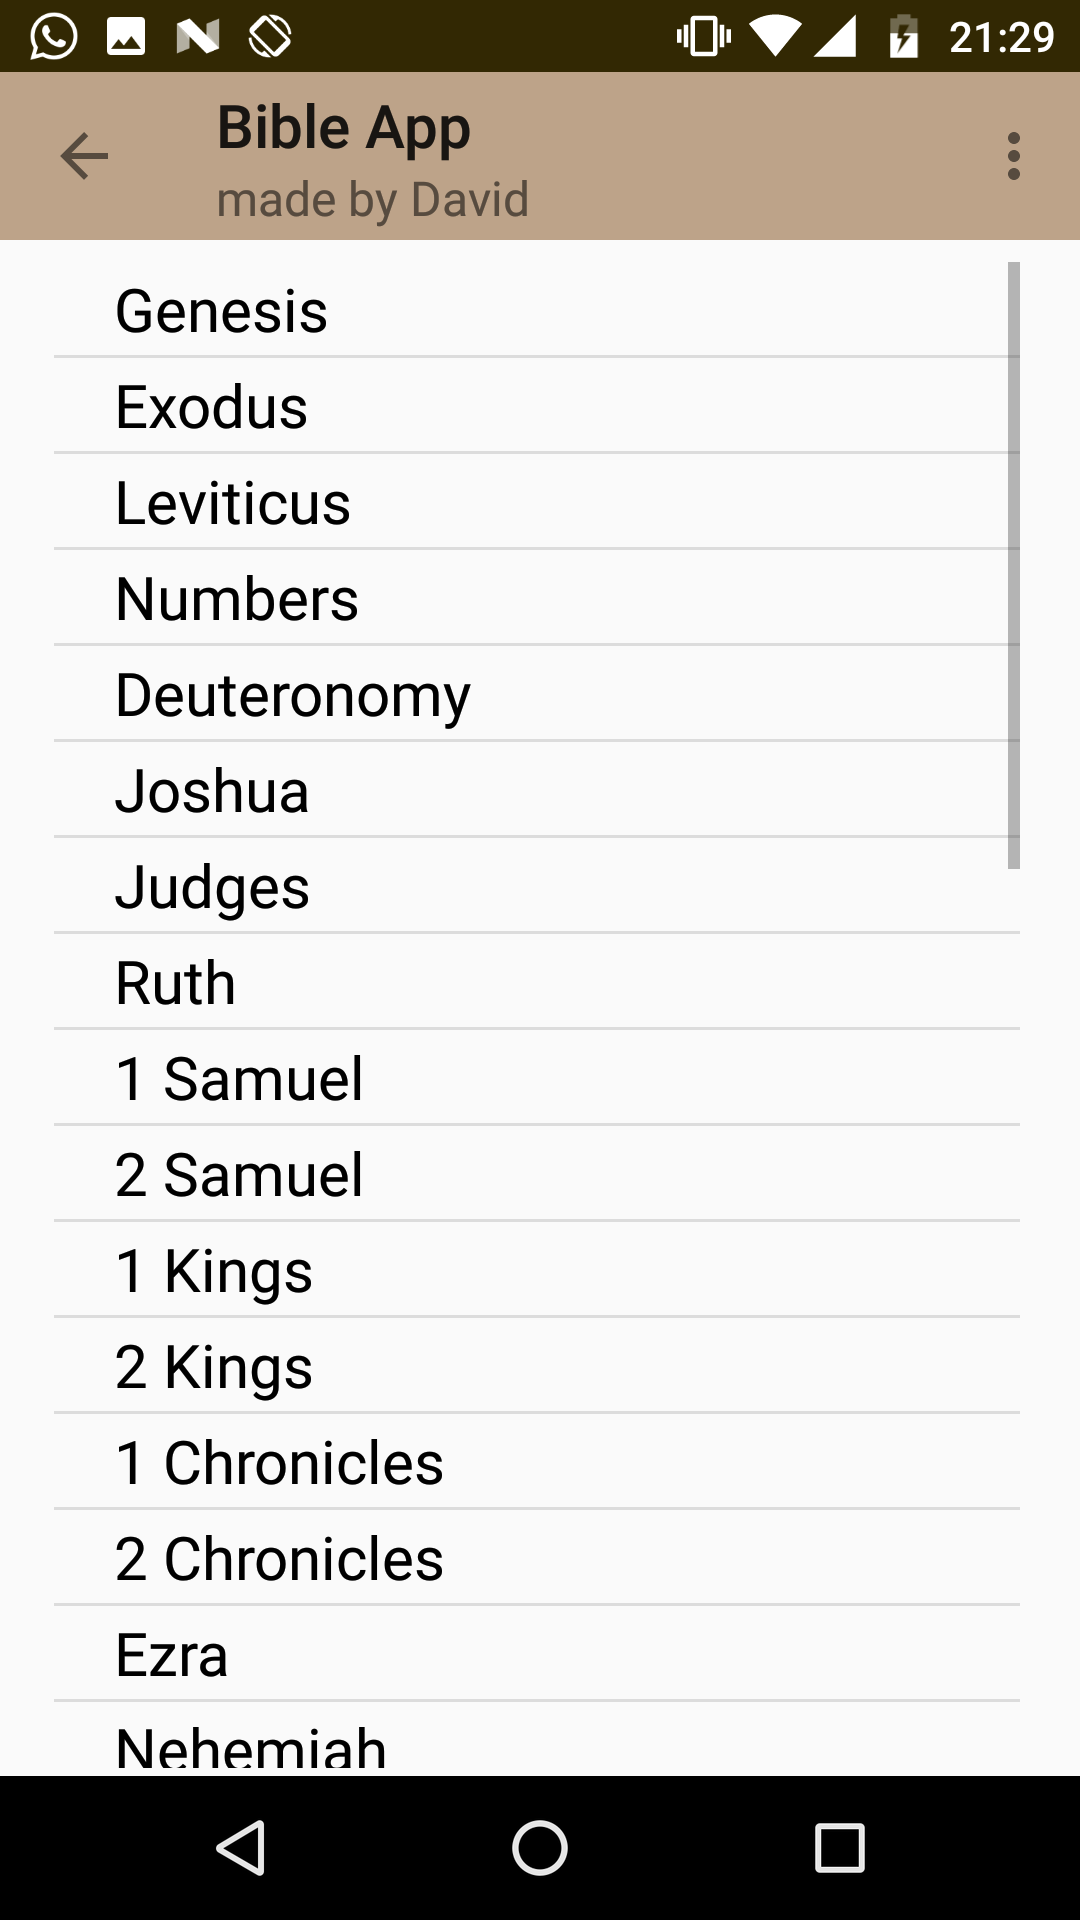 21:29
Bible App
made by David
Genesis
Exodus
Leviticus
Numbers
Deuteronomy
Joshua
Judges
Ruth
1 Samuel
2 Samuel
1 Kings
2 Kings
1 Chronicles
2 Chronicles
Ezra
Nehemiah